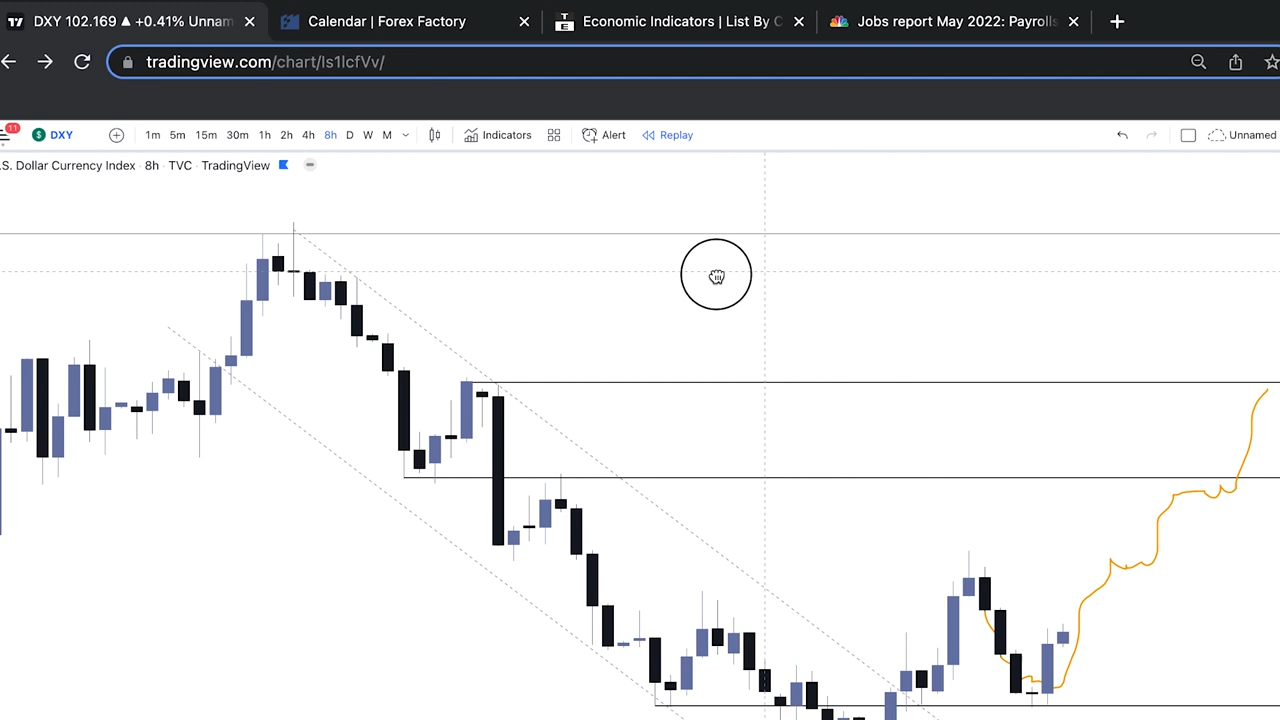 DXY 102.169 ▲ +0.41% Unnam
Calendar | Forex Factory
Economic Indicators | List By C
Jobs report May 2022: Payrolls
tradingview.com/chart/Is1lcfVv/
11
DXY 1m 5m 15m 30m 1h 2h 4h 8h D W M Indicators Alert Replay Unnamed
.S. Dollar Currency Index · 8h · TVC · TradingView